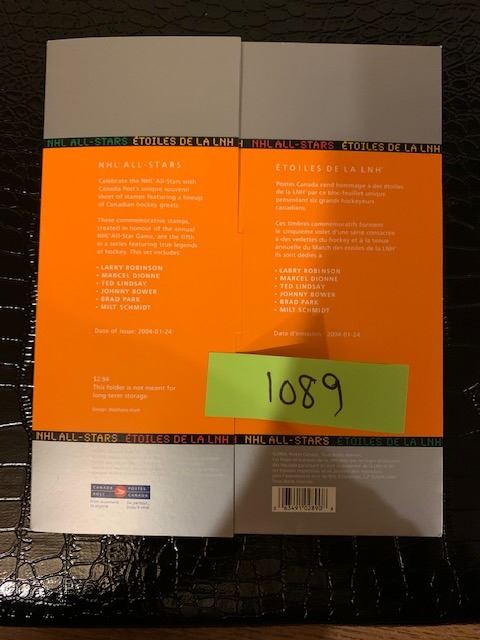 NHL ALL-STARS ÉTOILES DE LA LNH
NHL ALL-STARS ÉTOILES DE LA LNH
NHL ALL-STARS
Celebrate the NHL® All-Stars with
Canada Post's unique souvenir
sheet of stamps featuring a lineup
of Canadian hockey greats.
These commemorative stamps,
created in honour of the annual
NHL® All-Star Game, are the fifth
in a series featuring true legends
of hockey. This set includes:
• LARRY ROBINSON
• MARCEL DIONNE
• TED LINDSAY
• JOHNNY BOWER
• BRAD PARK
• MILT SCHMIDT
Date of issue: 2004-01-24
$2.94
This folder is not meant for
long-term storage.
ÉTOILES DE LA LNH
Postes Canada rend hommage à des étoiles
de la LNH par ce bloc-feuillet unique
présentant six grands hockeyeurs
canadiens.
Ces timbres commémoratifs forment
le cinquième volet d'une série consacrée
à des vedettes du hockey et à la tenue
annuelle du Match des étoiles de la LNH
Ils sont dédiés à
• LARRY ROBINSON
• MARCEL DIONNE
• TED LINDSAY
• JOHNNY BOWER
• BRAD PARK
• MILT SCHMIDT
Date d'émission: 2004-01-24
1089
NHL ALL-STARS ÉTOILES DE LA LNH
NHL ALL-STARS ÉTOILES DE LA LNH
CANADA POSTES
POST CANADA